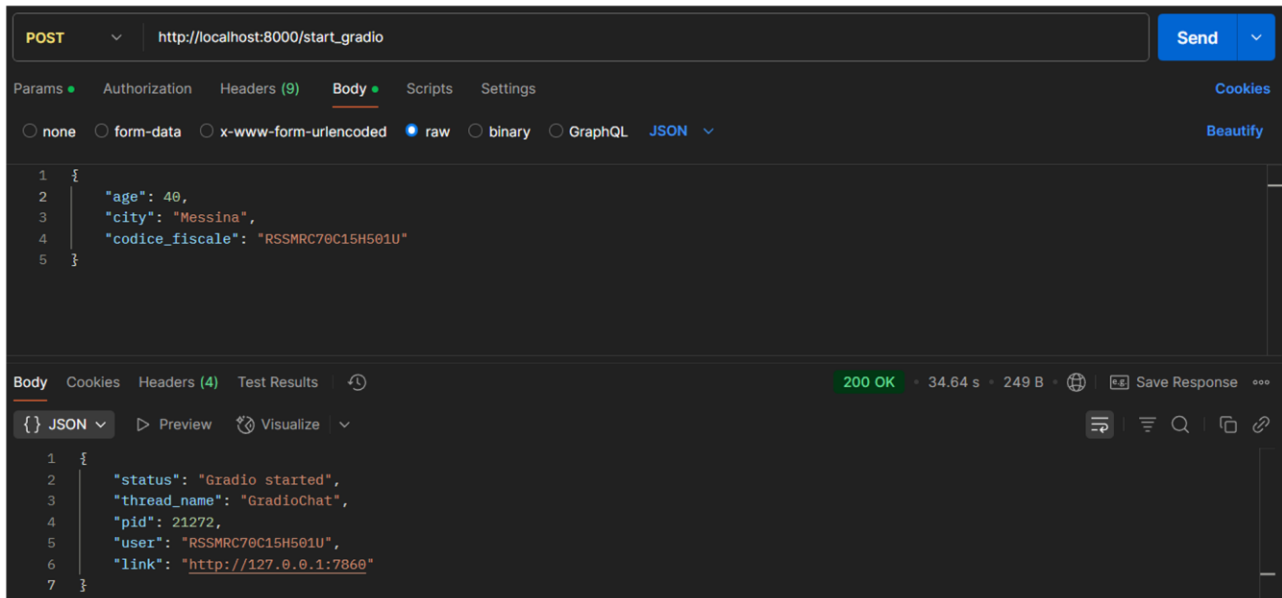 POST http://localhost:8000/start_gradio Send
Params Authorization Headers (9) Body Scripts Settings Cookies
none form-data x-www-form-urlencoded raw binary GraphQL JSON Beautify
1 {
2 "age": 40,
3 "city": "Messina",
4 "codice_fiscale": "RSSMRC70C15H501U"
5 }
Body Cookies Headers (4) Test Results 200 OK 34.64 s 249 B e.g. Save Response
{} JSON Preview Visualize
1 {
2 "status": "Gradio started",
3 "thread_name": "GradioChat",
4 "pid": 21272,
5 "user": "RSSMRC70C15H501U",
6 "link": "http://127.0.0.1:7860"
7 }